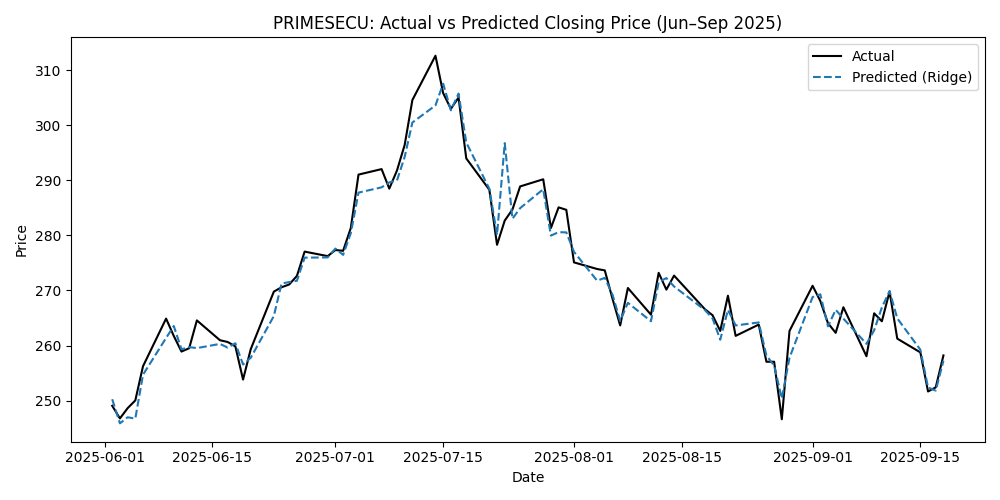 PRIMESECU: Actual vs Predicted Closing Price (Jun–Sep 2025)
Actual
Predicted (Ridge)
310
300
290
280
270
260
250
Price
2025-06-01 2025-06-15 2025-07-01 2025-07-15 2025-08-01 2025-08-15 2025-09-01 2025-09-15
Date